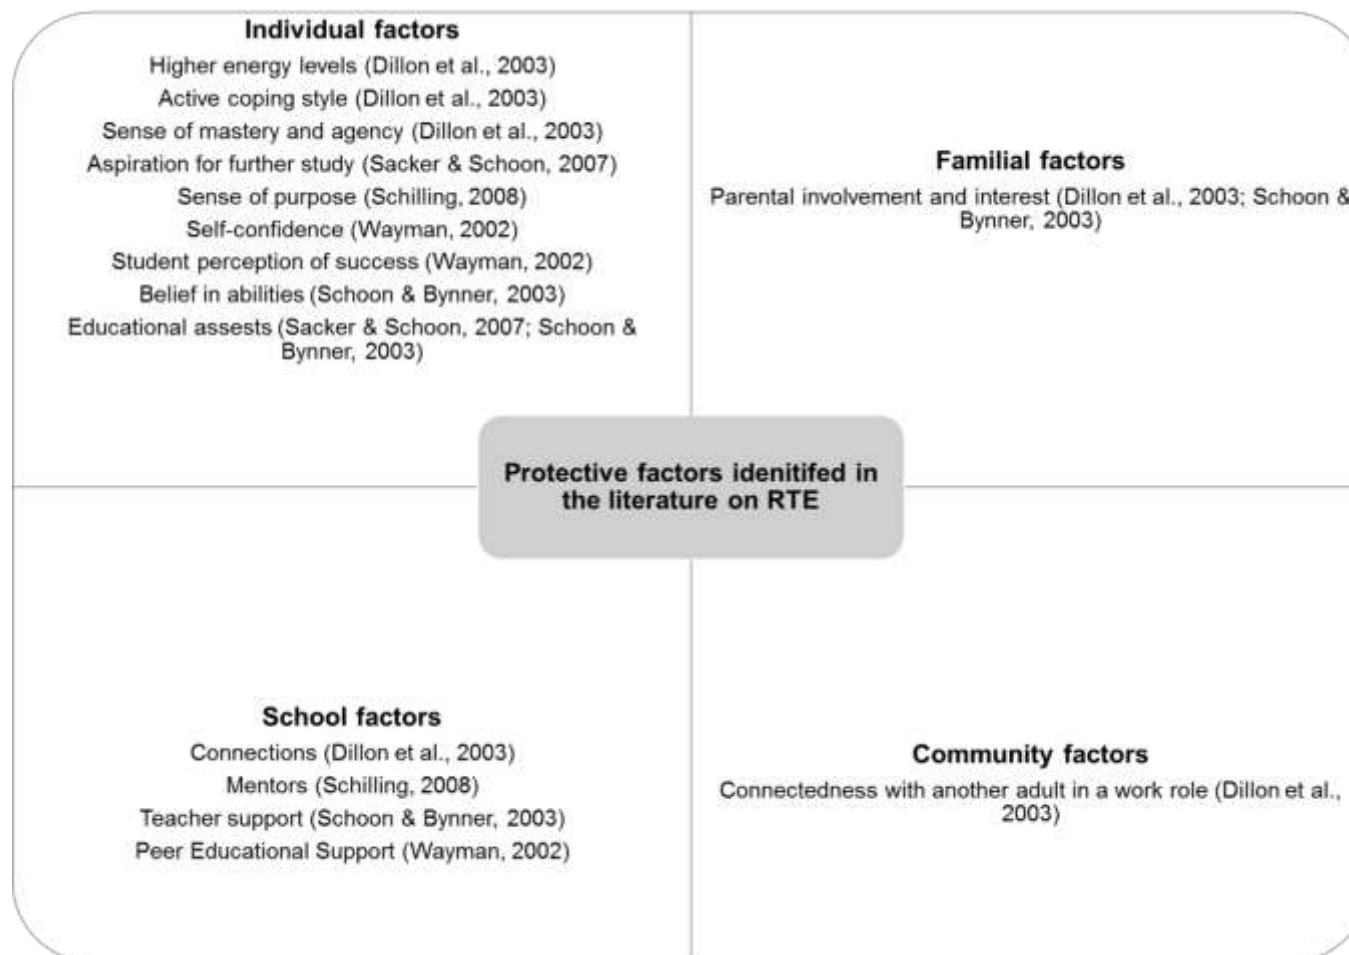 Individual factors
Higher energy levels (Dillon et al., 2003)
Active coping style (Dillon et al., 2003)
Sense of mastery and agency (Dillon et al., 2003)
Aspiration for further study (Sacker & Schoon, 2007)
Sense of purpose (Schilling, 2008)
Self-confidence (Wayman, 2002)
Student perception of success (Wayman, 2002)
Belief in abilities (Schoon & Bynner, 2003)
Educational assests (Sacker & Schoon, 2007; Schoon &
Bynner, 2003)
Familial factors
Parental involvement and interest (Dillon et al., 2003; Schoon &
Bynner, 2003)
Protective factors idenitifed in
the literature on RTE
School factors
Connections (Dillon et al., 2003)
Mentors (Schilling, 2008)
Teacher support (Schoon & Bynner, 2003)
Peer Educational Support (Wayman, 2002)
Community factors
Connectedness with another adult in a work role (Dillon et al.,
2003)